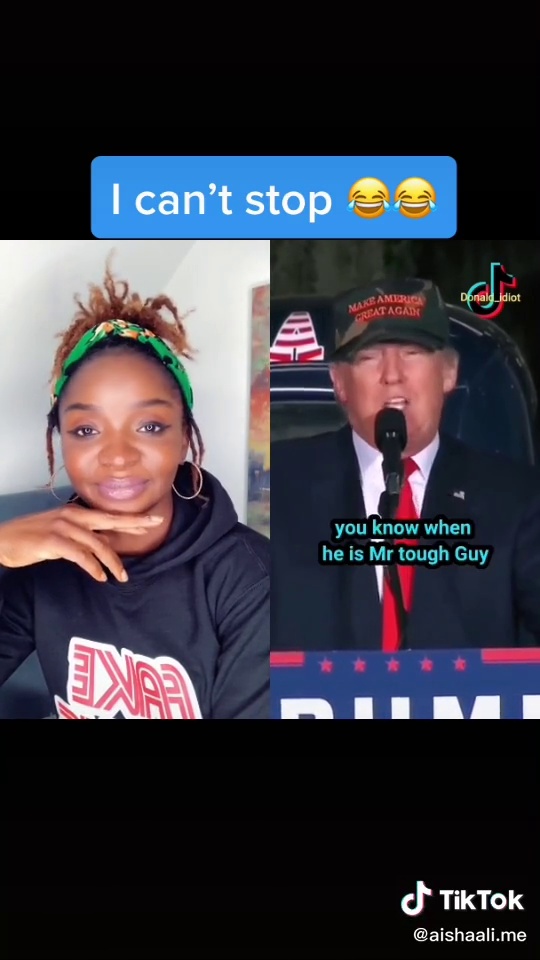 I can't stop 😂😂
Donald_idiot
MAKE AMERICA
GREAT AGAIN
you know when
he is Mr tough Guy
FAKE
TRUMP
TikTok
@aishaali.me